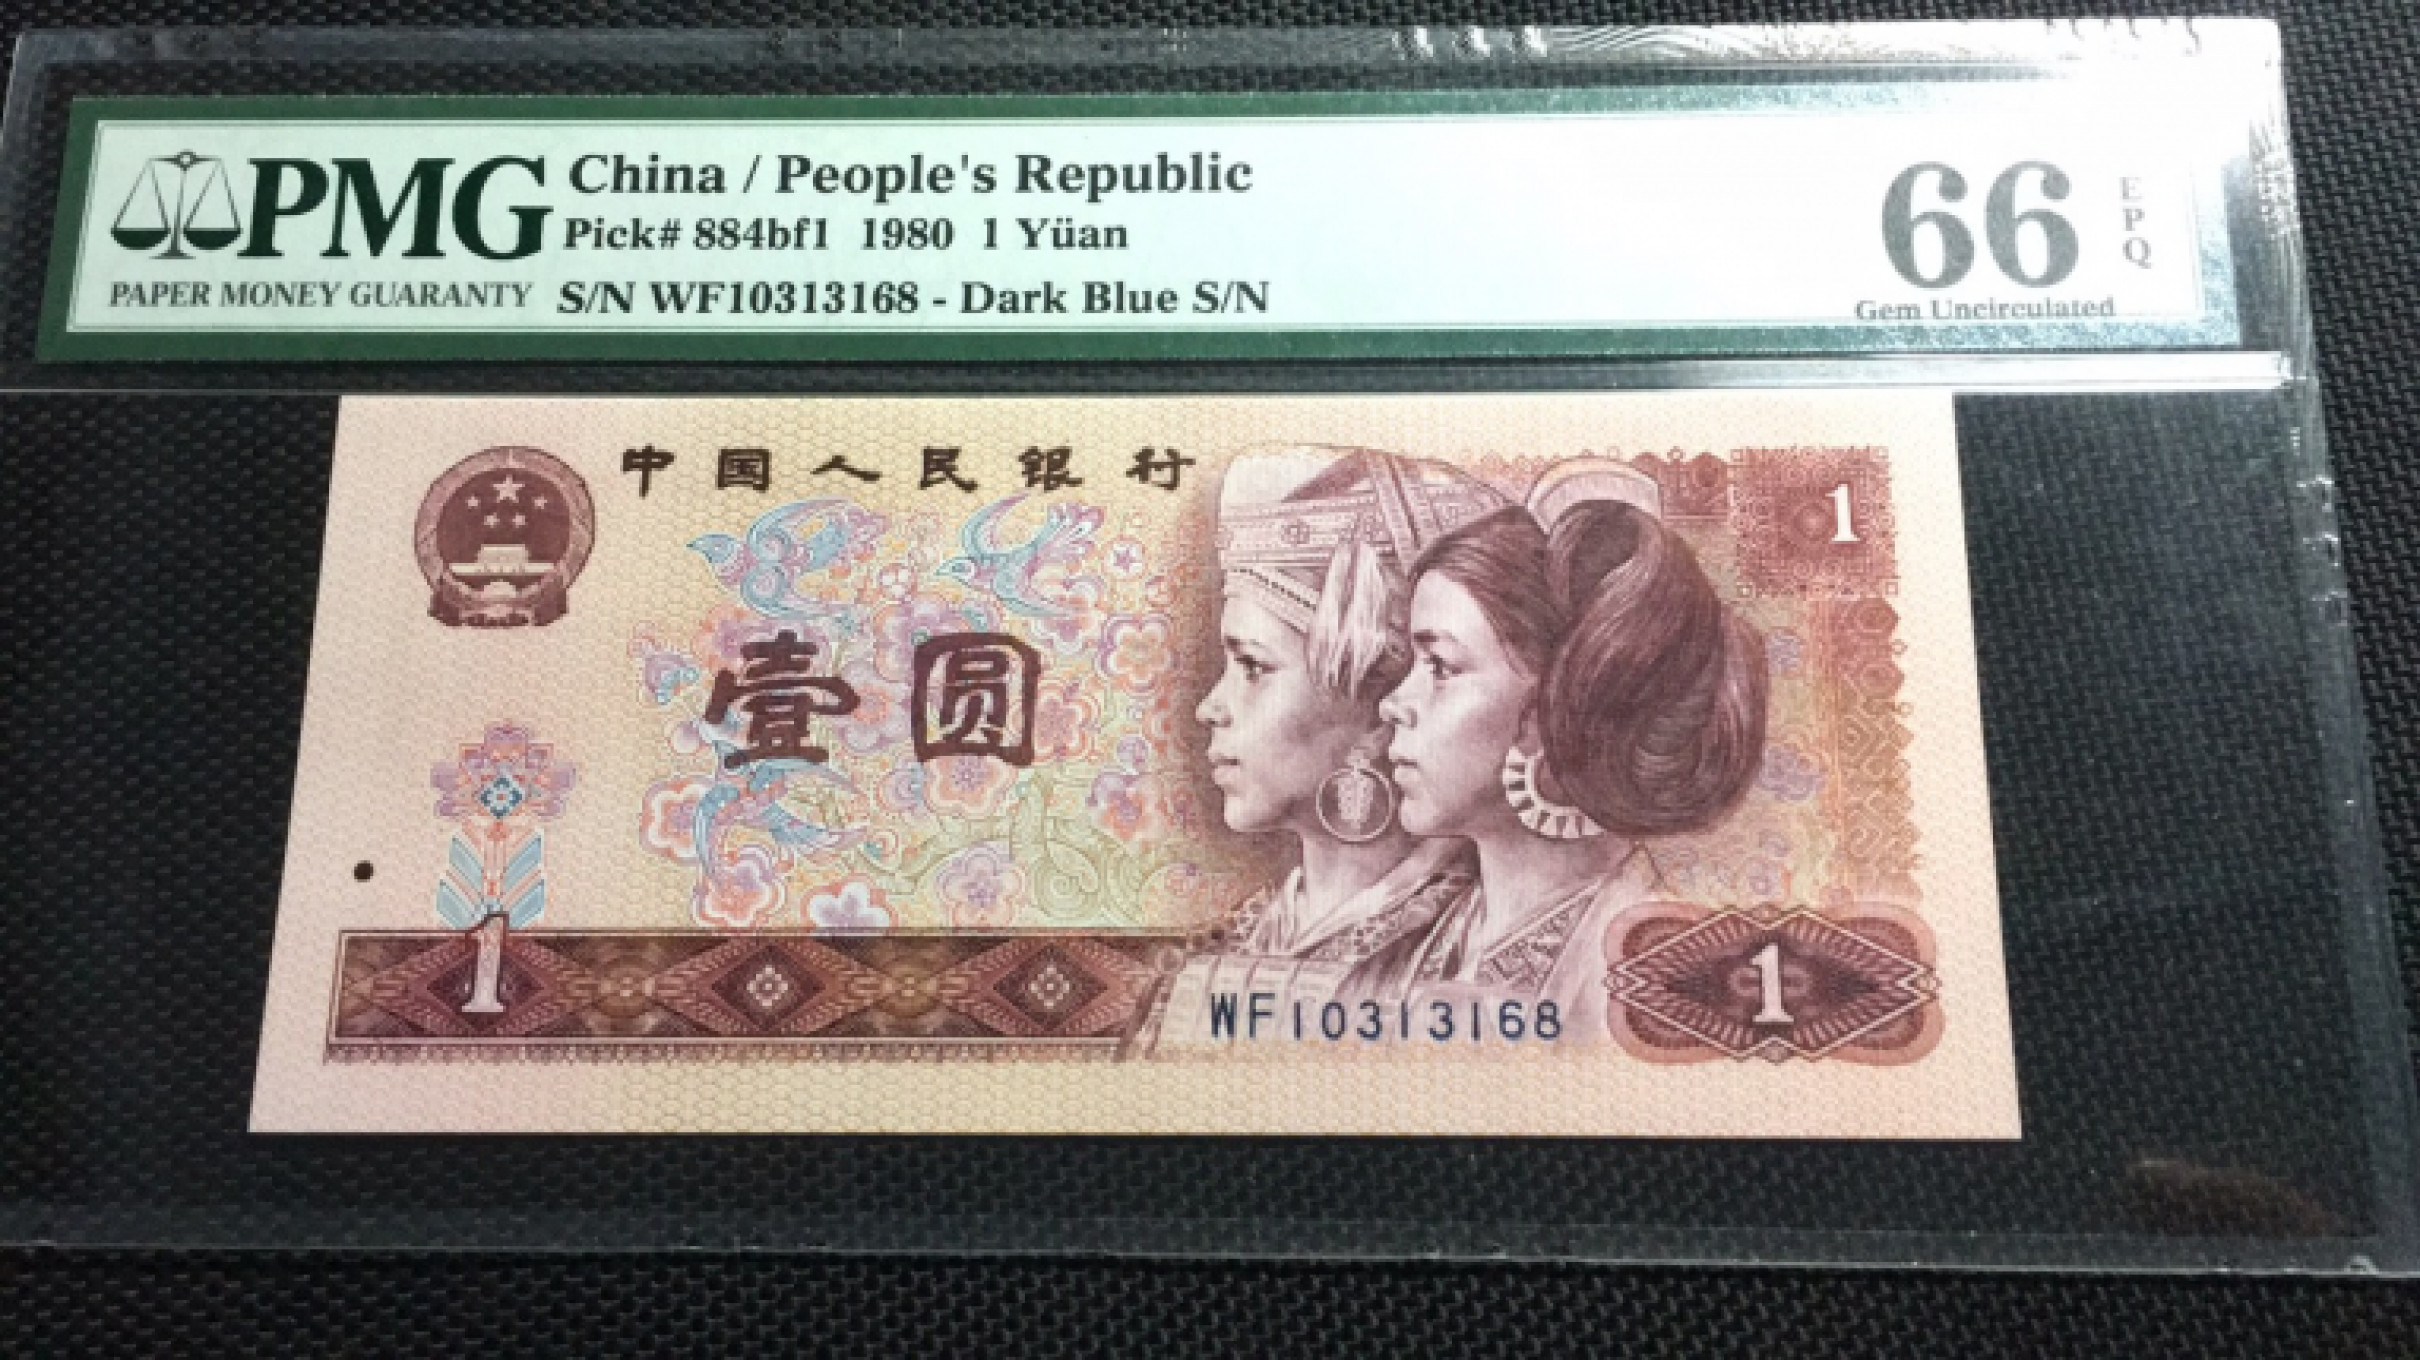 PMG
PAPER MONEY GUARANTY
China / People's Republic
Pick# 884bf1 1980 1 Yüan
S/N WF10313168 - Dark Blue S/N
66
EPQ
Gem Uncirculated
中国人民银行
1
壹圆
1
WF10313168
1